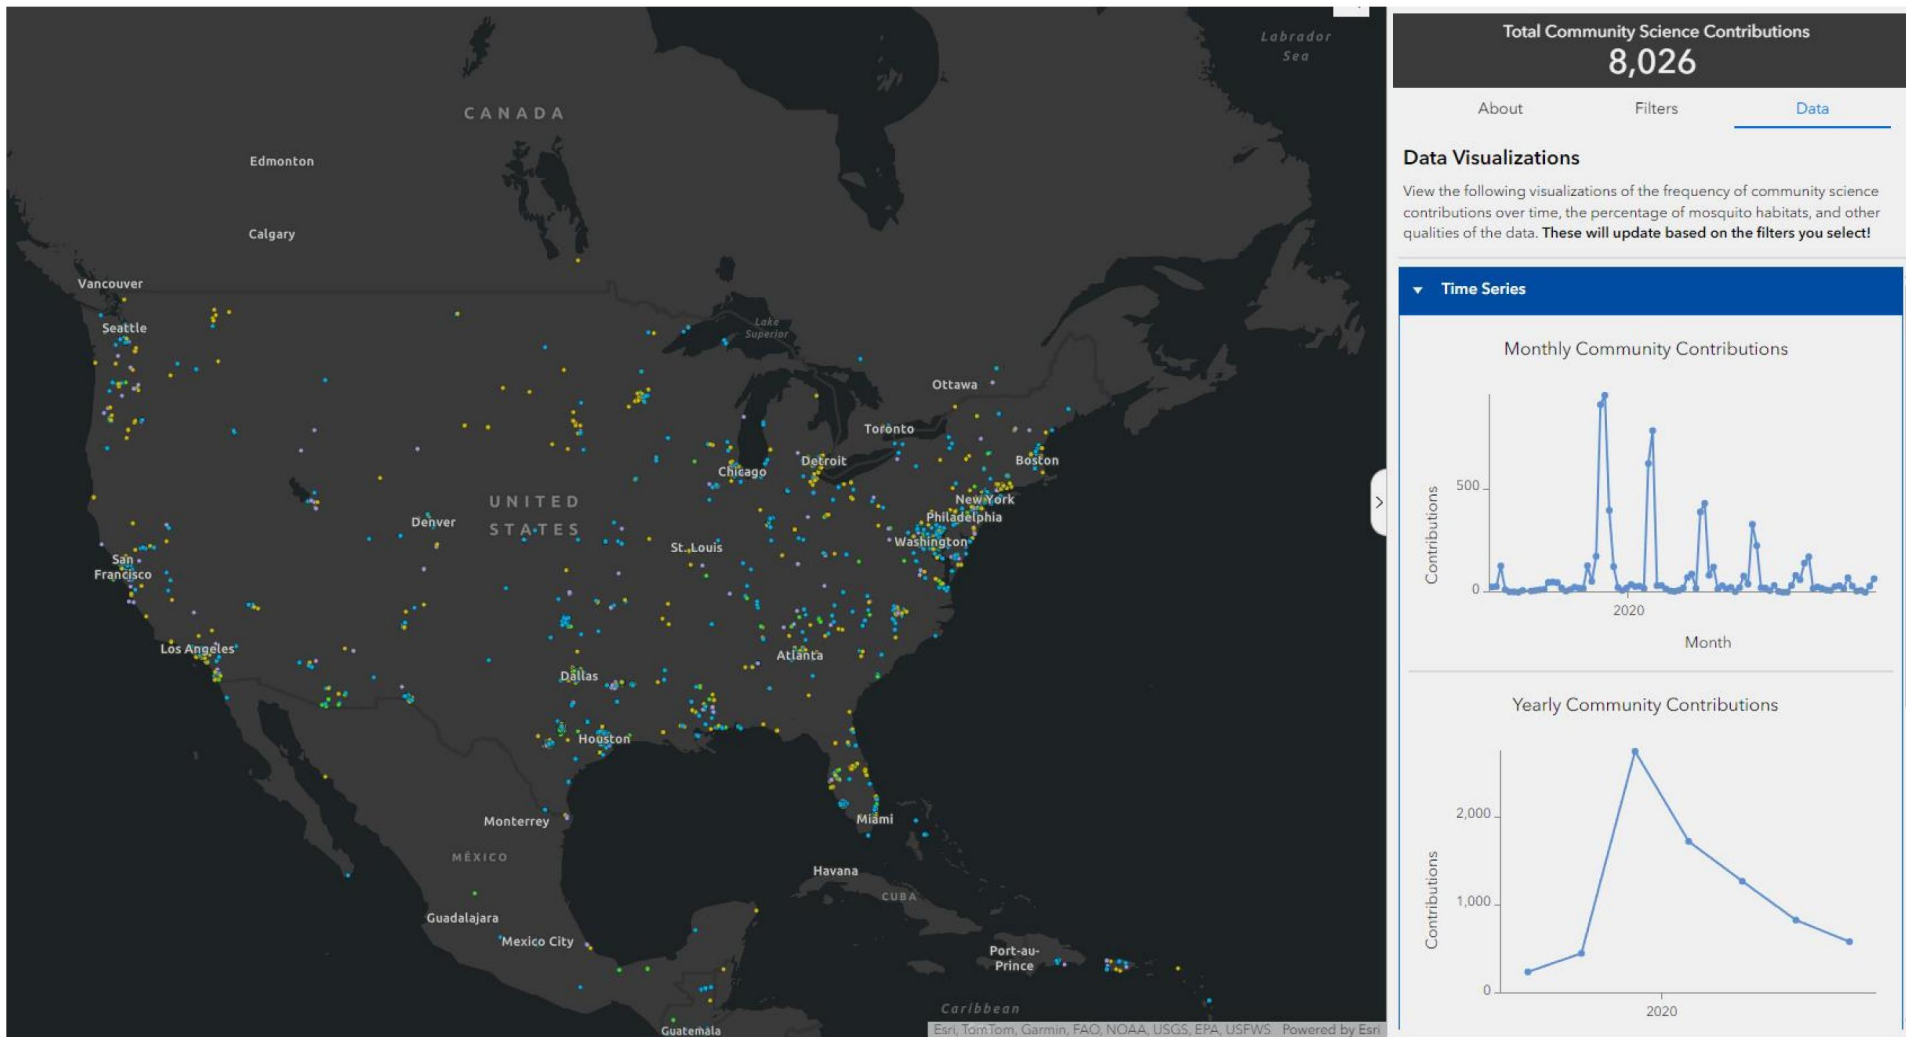 Labrador
Sea
CANADA
Edmonton
Calgary
Vancouver
Seattle
Lake
Superior
Ottawa
Toronto
Boston
Detroit
Chicago
UNITED
STATES
New York
Denver
Philadelphia
Washington
St. Louis
San
Francisco
Los Angeles
Atlanta
Dallas
Houston
Monterrey
Miami
MÉXICO
Havana
CUBA
Guadalajara
Mexico City
Port-au-
Prince
Caribbean
Guatemala
Esri, TomTom, Garmin, FAO, NOAA, USGS, EPA, USFWS Powered by Esri
Total Community Science Contributions
8,026
About Filters Data
Data Visualizations
View the following visualizations of the frequency of community science
contributions over time, the percentage of mosquito habitats, and other
qualities of the data. These will update based on the filters you select!
Time Series
Monthly Community Contributions
Contributions
500
0
2020
Month
Yearly Community Contributions
Contributions
2,000
1,000
0
2020